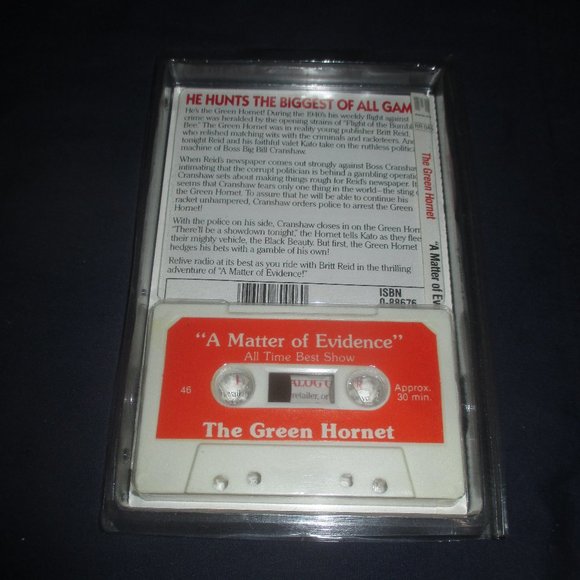 HE HUNTS THE BIGGEST OF ALL GAM
He's the Green Hornet! During the 1940's his weekly flight against
crime was heralded by the opening strains of "Flight of the Bumble
Bee." The Green Hornet was in reality young publisher Britt Reid,
who relished matching wits with the criminals and racketeers. And
tonight Reid and his faithful valet Kato take on the ruthless politic
machine of Boss Big Bill Cranshaw.
When Reid's newspaper comes out strongly against Boss Cranshaw
intimating that the corrupt politician is behind a gambling operatio
Cranshaw sets about making things rough for Reid's newspaper. It
seems that Cranshaw fears only one thing in the world—the sting o
the Green Hornet. To assure that he will be able to continue his
racket unhampered, Cranshaw orders police to arrest the Green
Hornet!
With the police on his side, Cranshaw closes in on the Green Horn
"There'll be a showdown tonight," the Hornet tells Kato as they flee
their mighty vehicle, the Black Beauty. But first, the Green Hornet
hedges his bets with a gamble of his own!
Relive radio at its best as you ride with Britt Reid in the thrilling
adventure of "A Matter of Evidence!"
ISBN
0-88676
The Green Hornet
"A Matter of Ev
"A Matter of Evidence"
All Time Best Show
46
ALOG
retailer, or
Approx.
30 min.
The Green Hornet